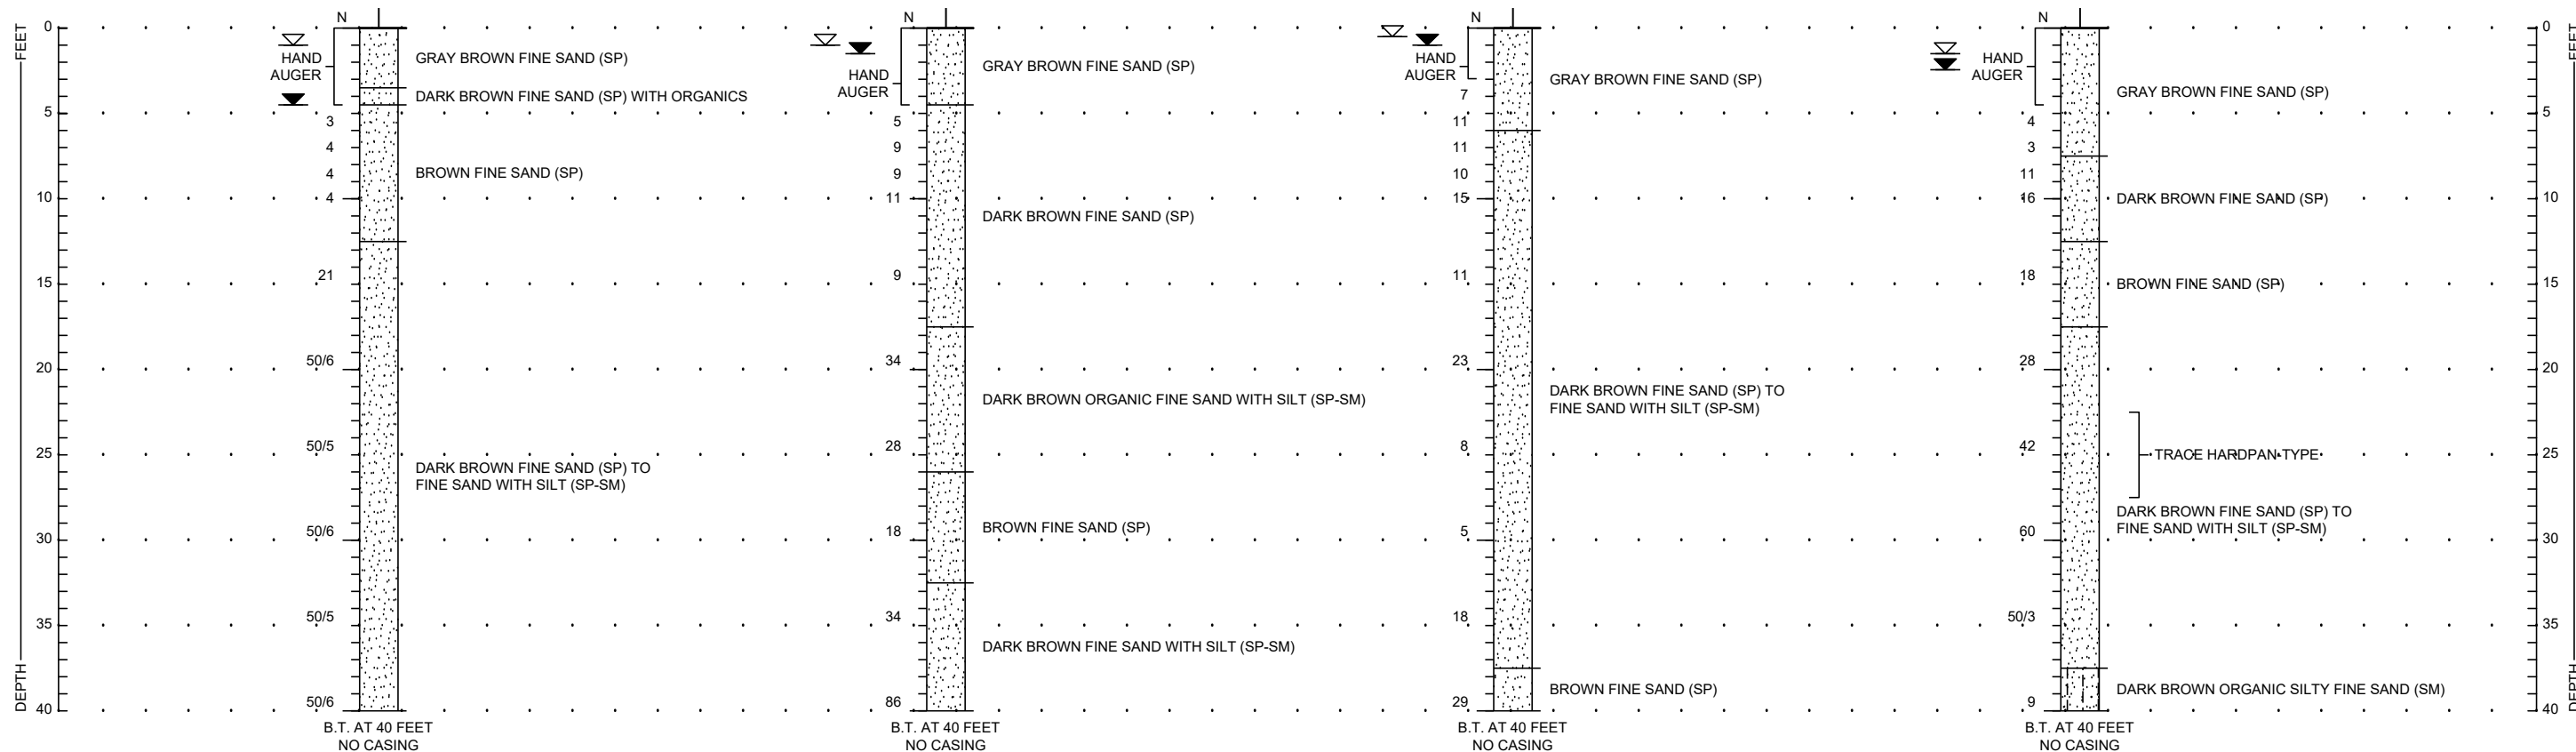 FEET
DEPTH
0
5
10
15
20
25
30
35
40
N
HAND
AUGER
3
4
4
4
21
50/6
50/5
50/6
50/5
50/6
GRAY BROWN FINE SAND (SP)
DARK BROWN FINE SAND (SP) WITH ORGANICS
BROWN FINE SAND (SP)
DARK BROWN FINE SAND (SP) TO
FINE SAND WITH SILT (SP-SM)
B.T. AT 40 FEET
NO CASING
N
HAND
AUGER
5
9
9
11
9
34
28
18
34
86
GRAY BROWN FINE SAND (SP)
DARK BROWN FINE SAND (SP)
DARK BROWN ORGANIC FINE SAND WITH SILT (SP-SM)
BROWN FINE SAND (SP)
DARK BROWN FINE SAND WITH SILT (SP-SM)
B.T. AT 40 FEET
NO CASING
N
HAND
AUGER
7
11
11
10
15
11
23
8
5
18
29
GRAY BROWN FINE SAND (SP)
DARK BROWN FINE SAND (SP) TO
FINE SAND WITH SILT (SP-SM)
BROWN FINE SAND (SP)
B.T. AT 40 FEET
NO CASING
N
HAND
AUGER
4
3
11
16
18
28
42
60
50/3
9
GRAY BROWN FINE SAND (SP)
DARK BROWN FINE SAND (SP)
BROWN FINE SAND (SP)
TRACE HARDPAN-TYPE
DARK BROWN FINE SAND (SP) TO
FINE SAND WITH SILT (SP-SM)
DARK BROWN ORGANIC SILTY FINE SAND (SM)
B.T. AT 40 FEET
NO CASING
0
5
10
15
20
25
30
35
40
FEET
DEPTH